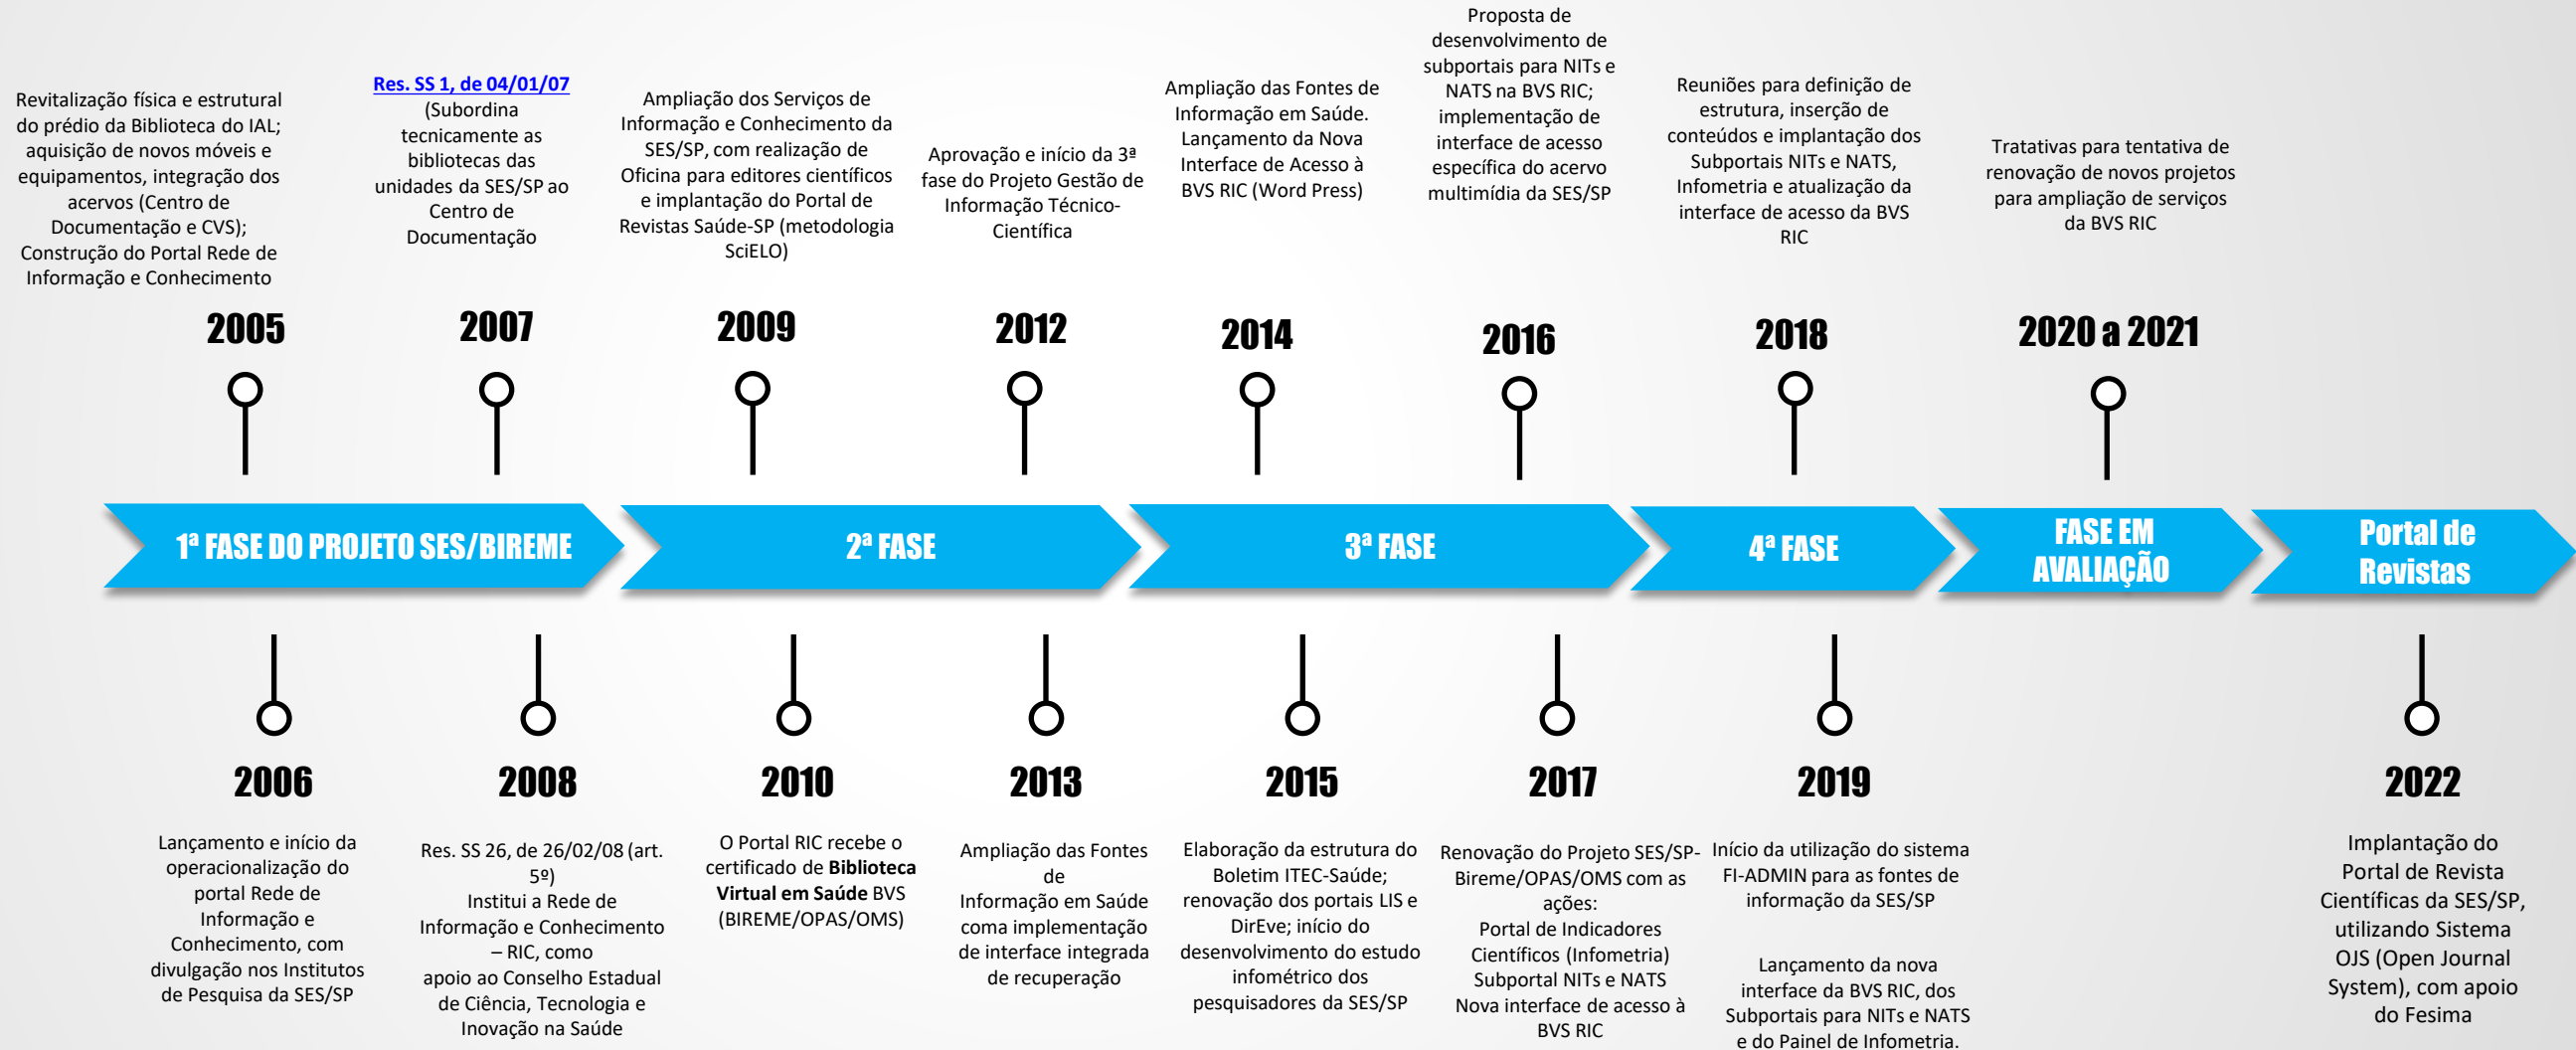 Revitalização física e estrutural
do prédio da Biblioteca do IAL;
aquisição de novos móveis e
equipamentos, integração dos
acervos (Centro de
Documentação e CVS);
Construção do Portal Rede de
Informação e Conhecimento
2005
Res. SS 1, de 04/01/07
(Subordina
tecnicamente as
bibliotecas das
unidades da SES/SP ao
Centro de
Documentação
2007
Ampliação dos Serviços de
Informação e Conhecimento da
SES/SP, com realização de
Oficina para editores científicos
e implantação do Portal de
Revistas Saúde-SP (metodologia
SciELO)
2009
Aprovação e início da 3ª
fase do Projeto Gestão de
Informação Técnico-
Científica
2012
Ampliação das Fontes de
Informação em Saúde.
Lançamento da Nova
Interface de Acesso à
BVS RIC (Word Press)
2014
Proposta de
desenvolvimento de
subportais para NITs e
NATS na BVS RIC;
implementação de
interface de acesso
específica do acervo
multimídia da SES/SP
2016
Reuniões para definição de
estrutura, inserção de
conteúdos e implantação dos
Subportais NITs e NATS,
Infometria e atualização da
interface de acesso da BVS
RIC
2018
Tratativas para tentativa de
renovação de novos projetos
para ampliação de serviços
da BVS RIC
2020 a 2021
1ª FASE DO PROJETO SES/BIREME
2ª FASE
3ª FASE
4ª FASE
FASE EM
AVALIAÇÃO
Portal de
Revistas
2006
Lançamento e início da
operacionalização do
portal Rede de
Informação e
Conhecimento, com
divulgação nos Institutos
de Pesquisa da SES/SP
2008
Res. SS 26, de 26/02/08 (art.
5º)
Institui a Rede de
Informação e Conhecimento
– RIC, como
apoio ao Conselho Estadual
de Ciência, Tecnologia e
Inovação na Saúde
2010
O Portal RIC recebe o
certificado de Biblioteca
Virtual em Saúde BVS
(BIREME/OPAS/OMS)
2013
Ampliação das Fontes
de
Informação em Saúde
coma implementação
de interface integrada
de recuperação
2015
Elaboração da estrutura do
Boletim ITEC-Saúde;
renovação dos portais LIS e
DirEve; início do
desenvolvimento do estudo
infométrico dos
pesquisadores da SES/SP
2017
Renovação do Projeto SES/SP-
Bireme/OPAS/OMS com as
ações:
Portal de Indicadores
Científicos (Infometria)
Subportal NITs e NATS
Nova interface de acesso à
BVS RIC
2019
Início da utilização do sistema
FI-ADMIN para as fontes de
informação da SES/SP
Lançamento da nova
interface da BVS RIC, dos
Subportais para NITs e NATS
e do Painel de Infometria.
2022
Implantação do
Portal de Revista
Científicas da SES/SP,
utilizando Sistema
OJS (Open Journal
System), com apoio
do Fesima